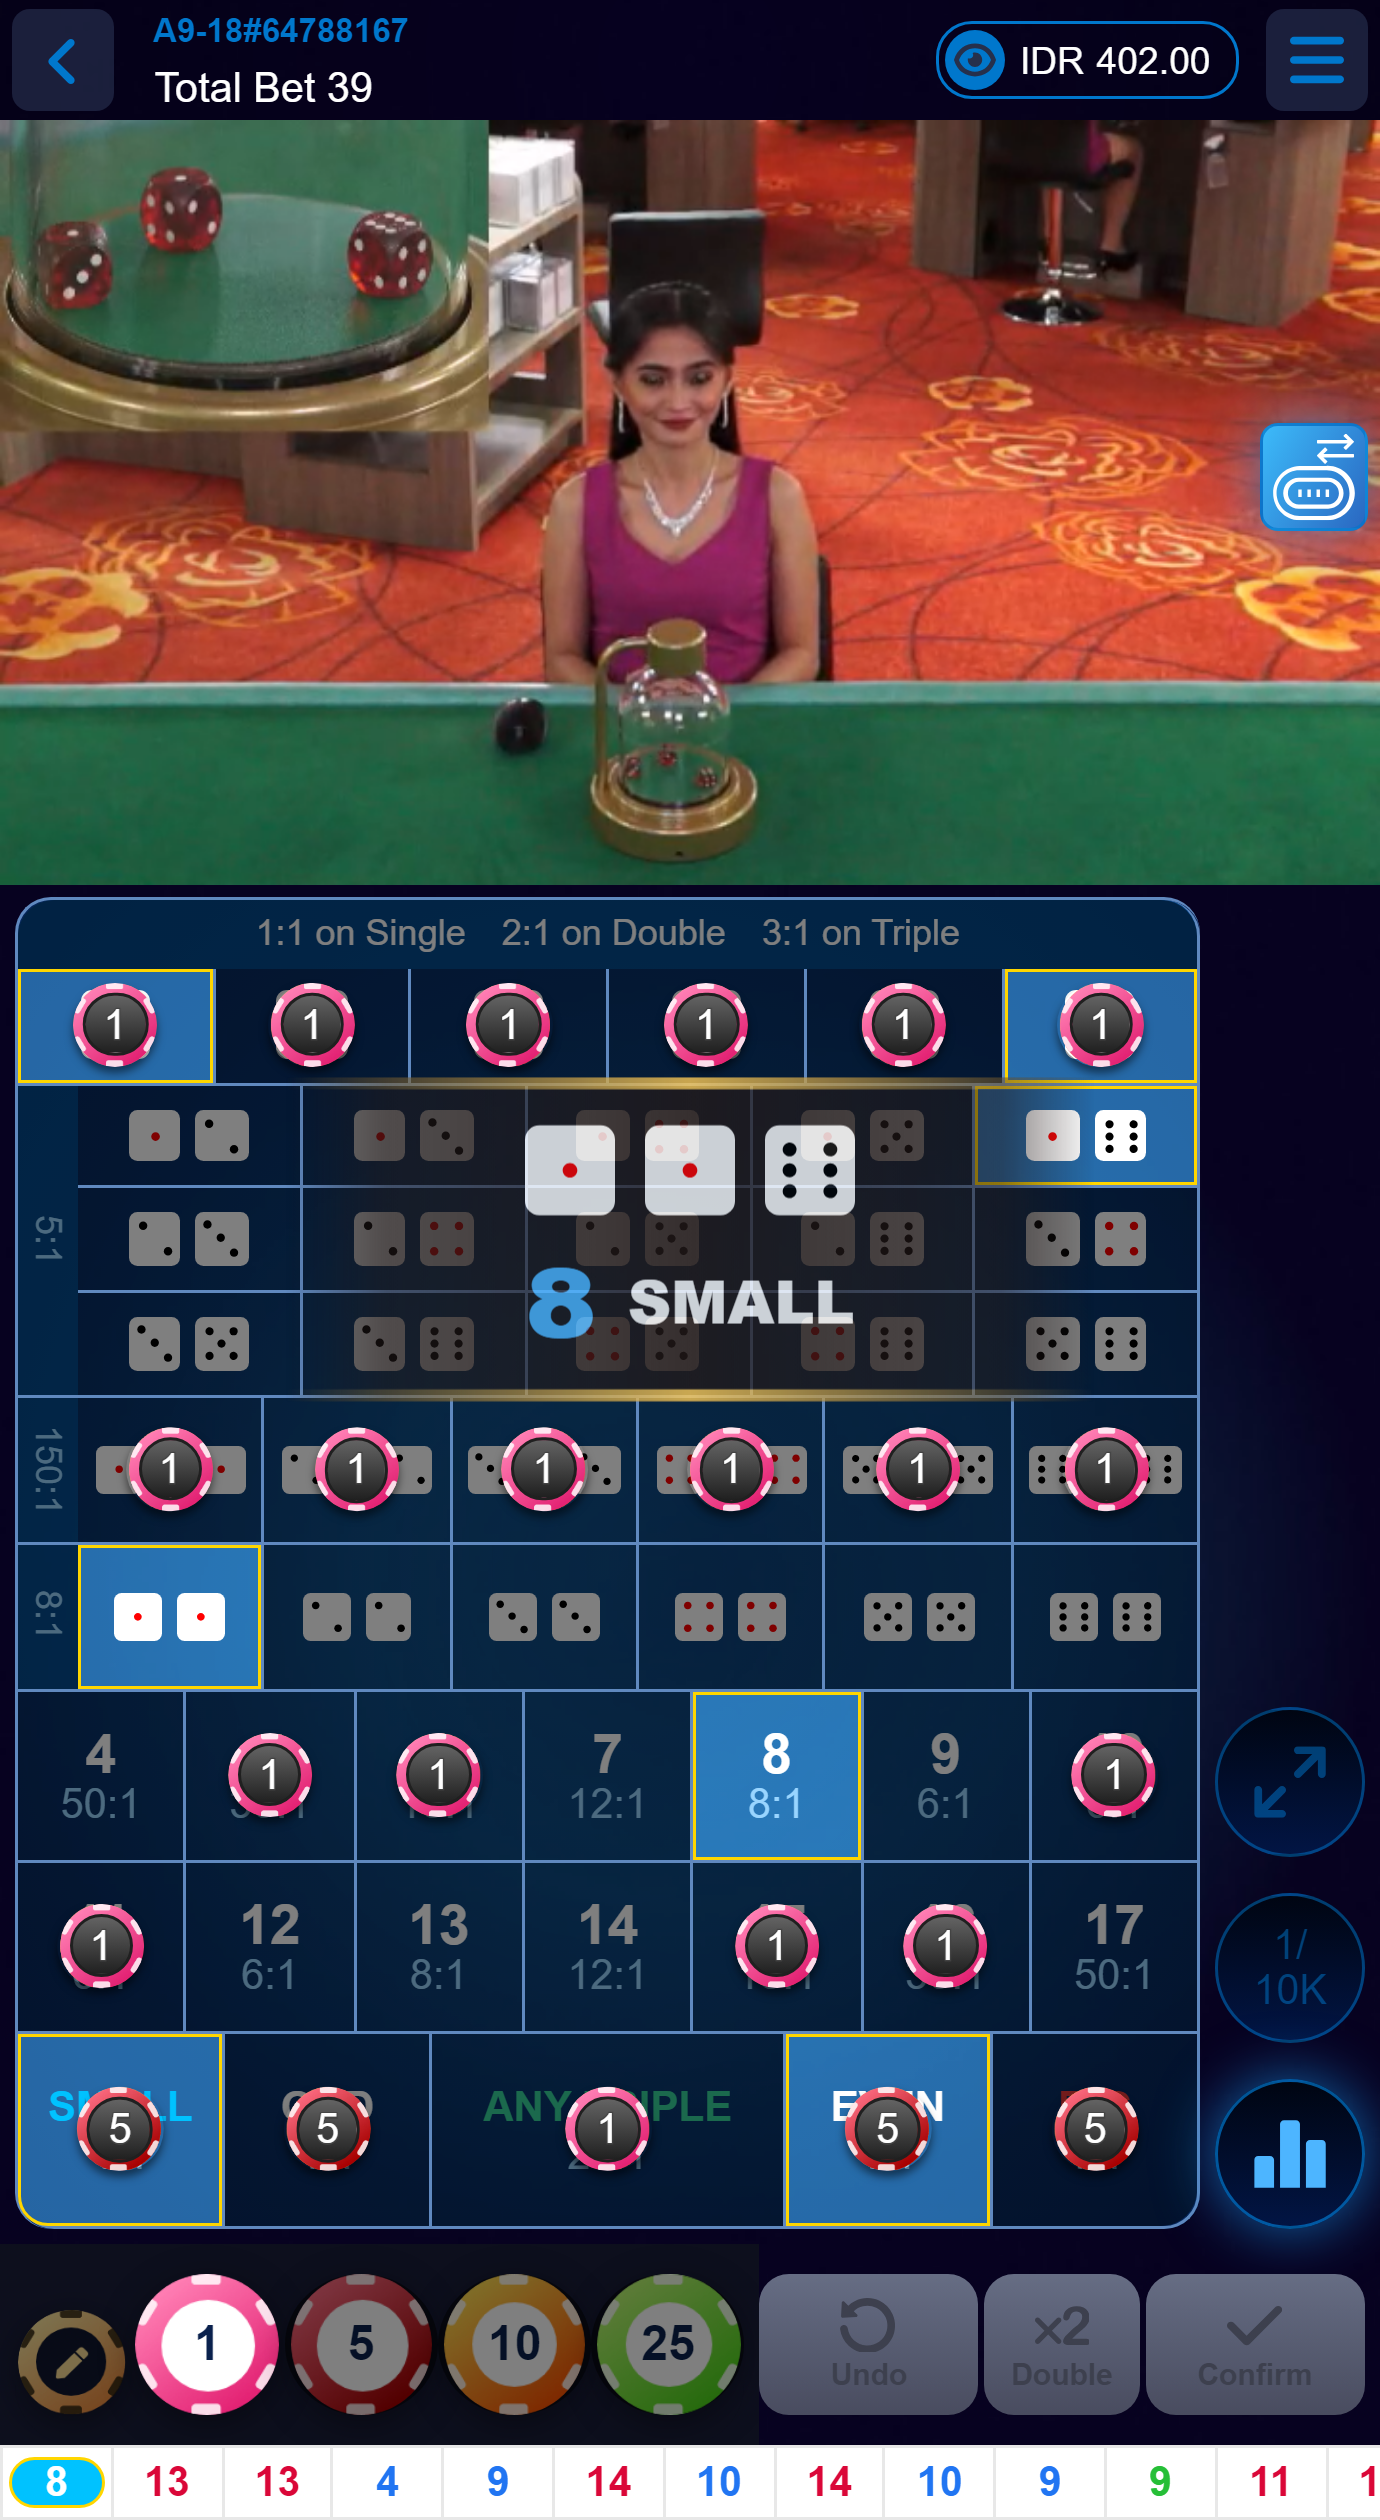 A9-18#64788167
Total Bet 39
IDR 402.00
1:1 on Single 2:1 on Double 3:1 on Triple
1 1 1 1 1 1
5:1
8 SMALL
150:1
1 1 1 1 1 1
8:1
4 7 8 9
50:1 12:1 8:1 6:1
1 1 1
12 13 14 17
6:1 8:1 12:1 50:1
1 1 1
1/
10K
SMALL ANY TRIPLE EVEN
5 5 1 5 5
1 5 10 25
x2
Undo Double Confirm
8 13 13 4 9 14 10 14 10 9 9 11